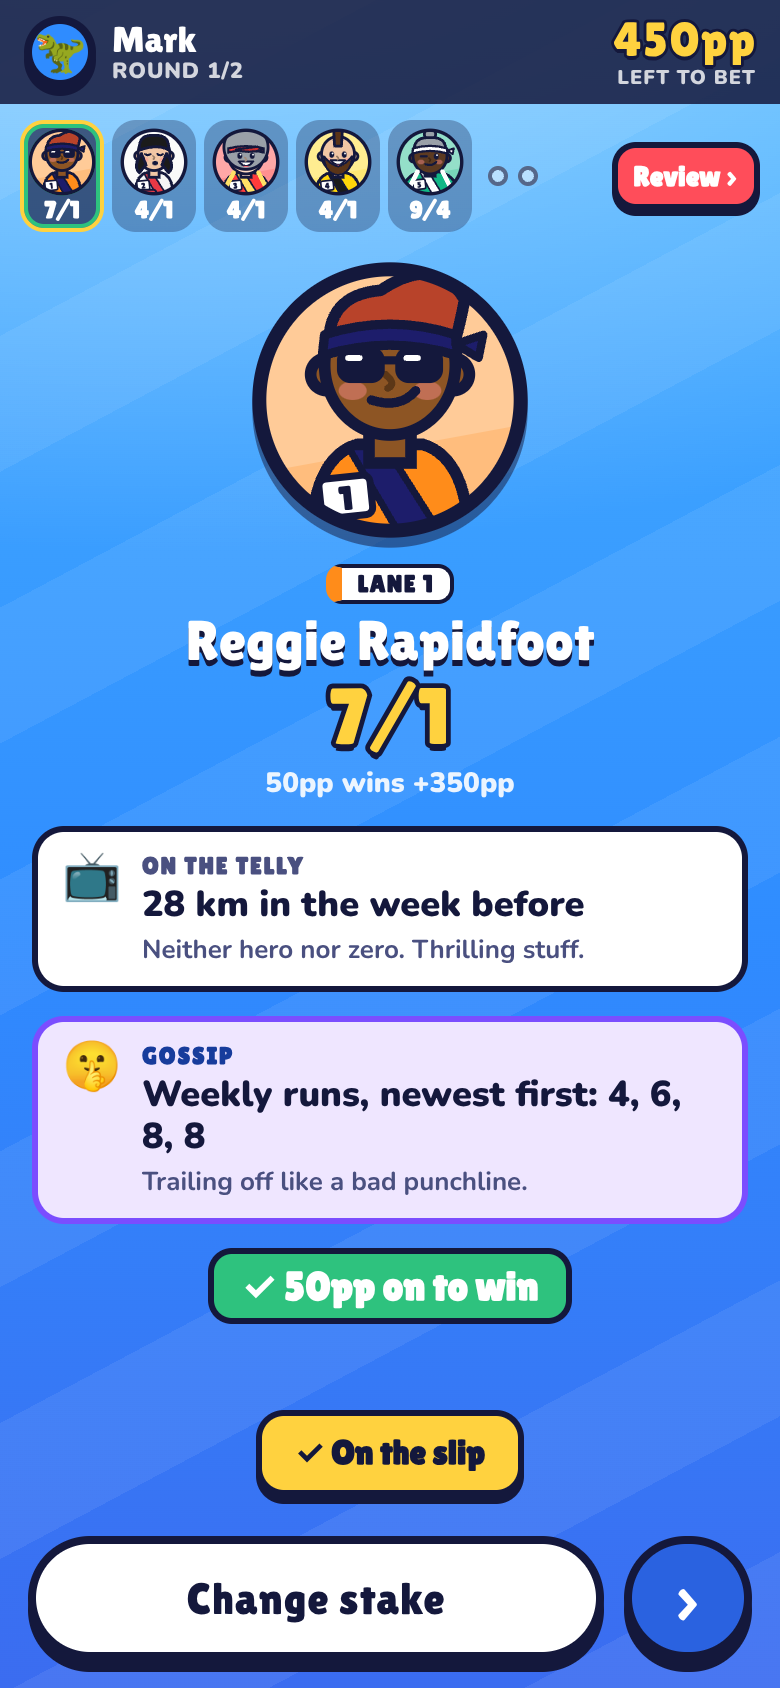 Mark
ROUND 1/2
450pp
LEFT TO BET
7/1
4/1
4/1
4/1
9/4
Review ›
1
LANE 1
Reggie Rapidfoot
7/1
50pp wins +350pp
ON THE TELLY
28 km in the week before
Neither hero nor zero. Thrilling stuff.
GOSSIP
Weekly runs, newest first: 4, 6,
8, 8
Trailing off like a bad punchline.
✓ 50pp on to win
✓ On the slip
Change stake
›